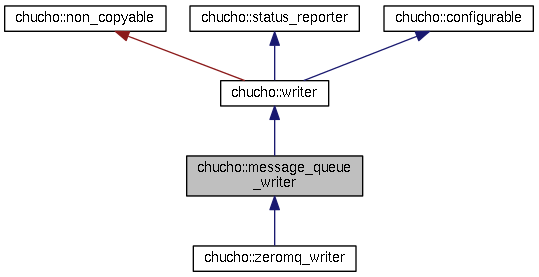 chucho::non_copyable
chucho::status_reporter
chucho::configurable
chucho::writer
chucho::message_queue
_writer
chucho::zeromq_writer